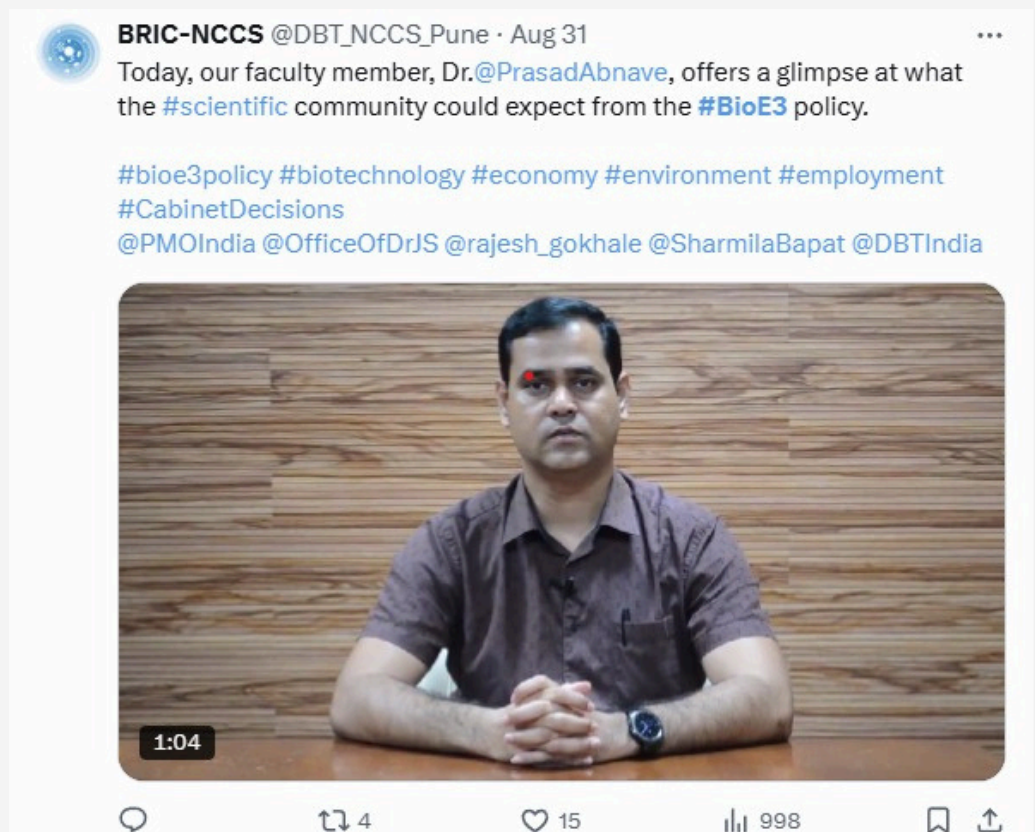 BRIC-NCCS @DBT_NCCS_Pune · Aug 31
Today, our faculty member, Dr.@PrasadAbnave, offers a glimpse at what
the #scientific community could expect from the #BioE3 policy.
#bioe3policy #biotechnology #economy #environment #employment
#CabinetDecisions
@PMOIndia @OfficeOfDrJS @rajesh_gokhale @SharmilaBapat @DBTIndia
1:04
4 15 998